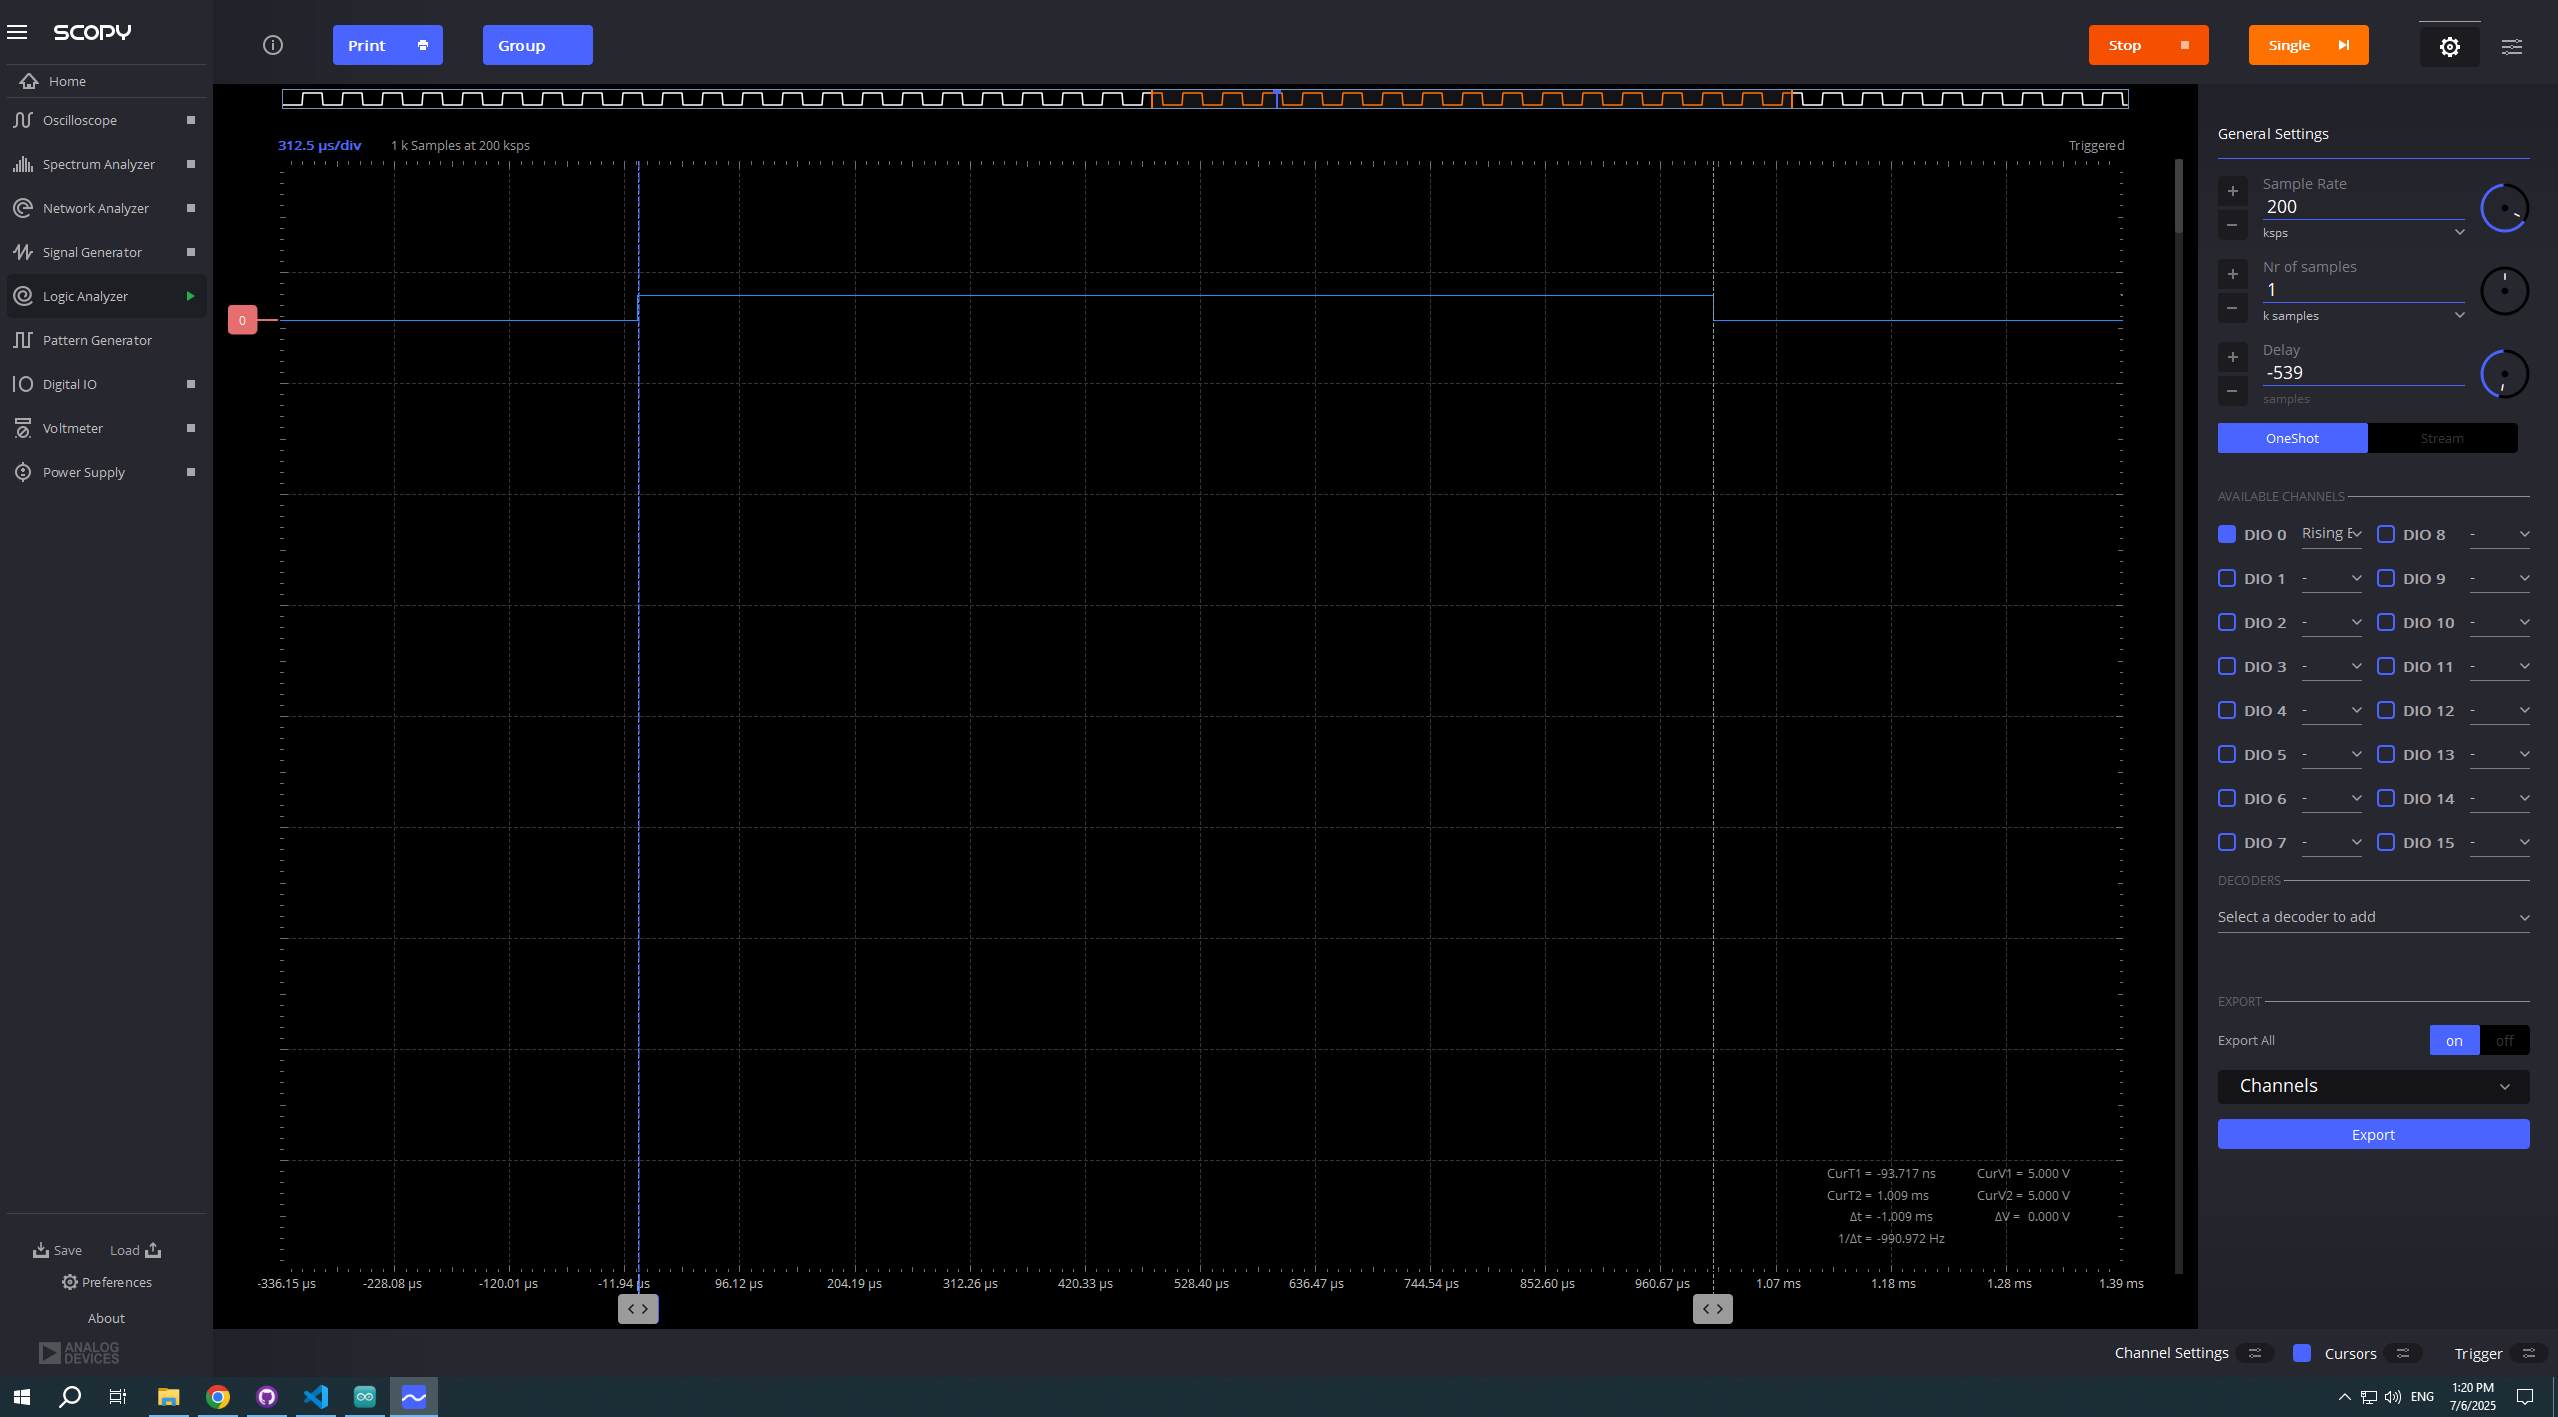 SCOPY
Home
Oscilloscope
Spectrum Analyzer
Network Analyzer
Signal Generator
Logic Analyzer
Pattern Generator
Digital IO
Voltmeter
Power Supply
Save Load
Preferences
About
ANALOG
DEVICES
Print Group Stop Single
312.5 µs/div 1 k Samples at 200 ksps Triggered
0
CurT1 = -93.717 ns CurV1 = 5.000 V
CurT2 = 1.009 ms CurV2 = 5.000 V
Δt = -1.009 ms ΔV = 0.000 V
1/Δt = -990.972 Hz
-336.15 µs -228.08 µs -120.01 µs -11.94 µs 96.12 µs 204.19 µs 312.26 µs 420.33 µs 528.40 µs 636.47 µs 744.54 µs 852.60 µs 960.67 µs 1.07 ms 1.18 ms 1.28 ms 1.39 ms
General Settings
Sample Rate
200
ksps
Nr of samples
1
k samples
Delay
-539
samples
OneShot Stream
AVAILABLE CHANNELS
DIO 0 Rising E DIO 8 -
DIO 1 - DIO 9 -
DIO 2 - DIO 10 -
DIO 3 - DIO 11 -
DIO 4 - DIO 12 -
DIO 5 - DIO 13 -
DIO 6 - DIO 14 -
DIO 7 - DIO 15 -
DECODERS
Select a decoder to add
EXPORT
Export All on off
Channels
Export
Channel Settings Cursors Trigger
ENG
1:20 PM
7/6/2025